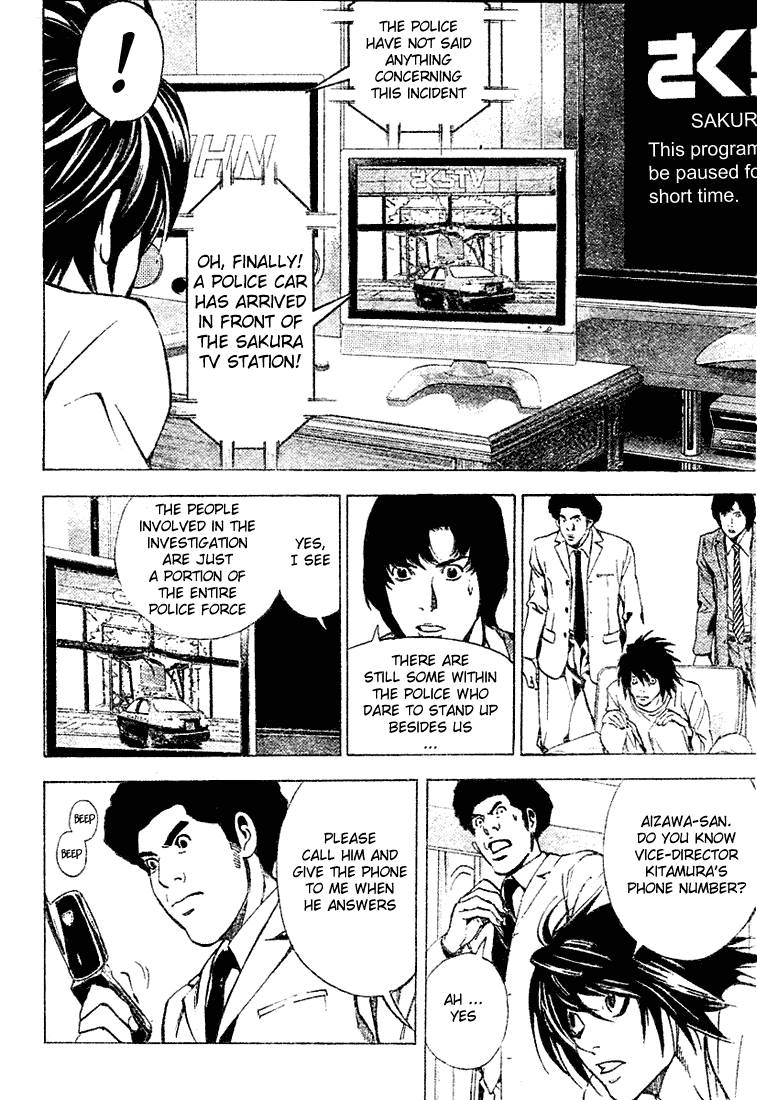 !
THE POLICE
HAVE NOT SAID
ANYTHING
CONCERNING
THIS INCIDENT
さくら
SAKUR
This program
be paused fo
short time.
NHN
さくらTV
OH, FINALLY!
A POLICE CAR
HAS ARRIVED
IN FRONT OF
THE SAKURA
TV STATION!
THERE ARE
STILL SOME WITHIN
THE POLICE WHO
DARE TO STAND UP
BESIDES US
...
YES,
I SEE
THE PEOPLE
INVOLVED IN THE
INVESTIGATION
ARE JUST
A PORTION OF
THE ENTIRE
POLICE FORCE
AIZAWA-SAN.
DO YOU KNOW
VICE-DIRECTOR
KITAMURA'S
PHONE NUMBER?
AH ...
YES
PLEASE
CALL HIM AND
GIVE THE PHONE
TO ME WHEN
HE ANSWERS
BEEP
BEEP